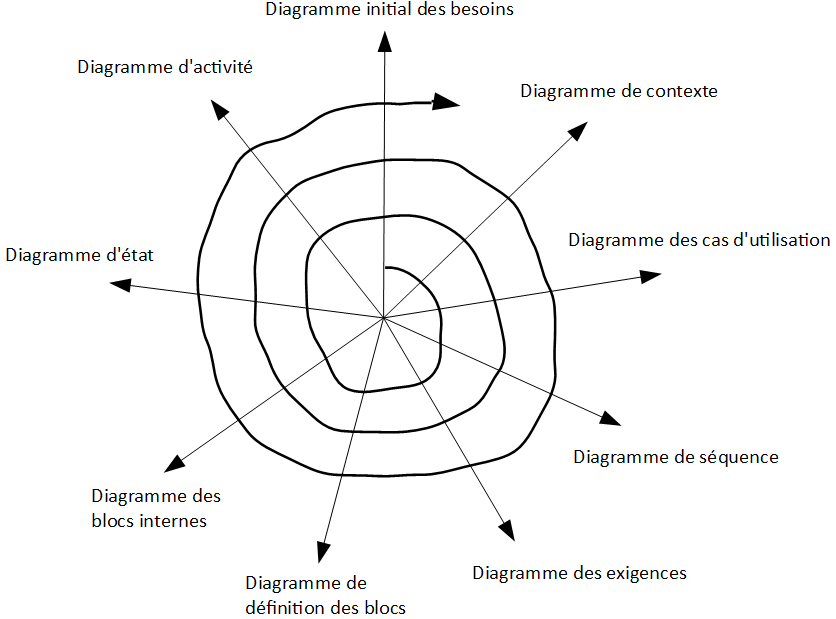 Diagramme initial des besoins
Diagramme d'activité
Diagramme de contexte
Diagramme des cas d'utilisation
Diagramme d'état
Diagramme de séquence
Diagramme des
blocs internes
Diagramme des exigences
Diagramme de
définition des blocs